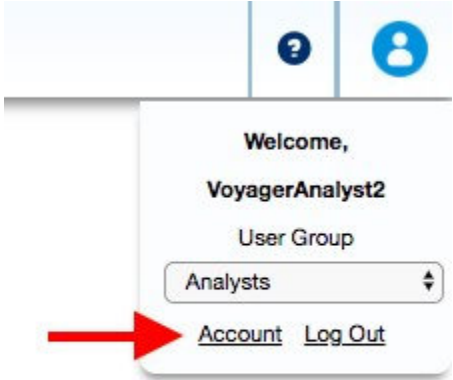 ?
Welcome,
VoyagerAnalyst2
User Group
Analysts
Account Log Out